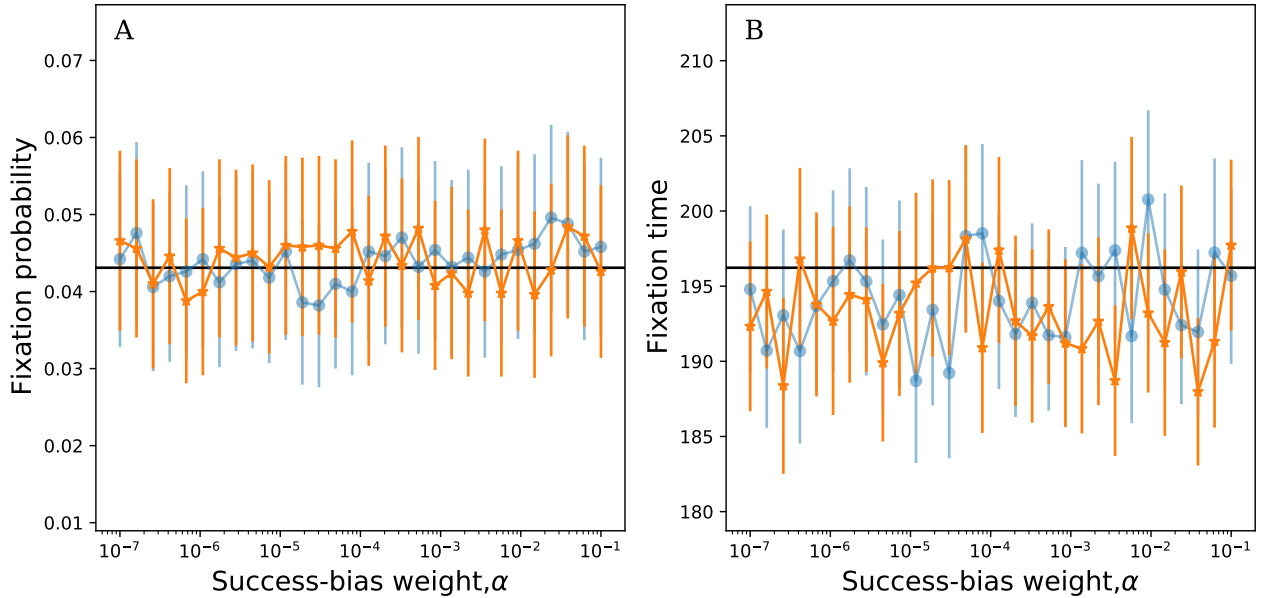 A
Fixation probability
0.07
0.06
0.05
0.04
0.03
0.02
0.01
10⁻⁷ 10⁻⁶ 10⁻⁵ 10⁻⁴ 10⁻³ 10⁻² 10⁻¹
Success-bias weight,α
B
Fixation time
210
205
200
195
190
185
180
10⁻⁷ 10⁻⁶ 10⁻⁵ 10⁻⁴ 10⁻³ 10⁻² 10⁻¹
Success-bias weight,α